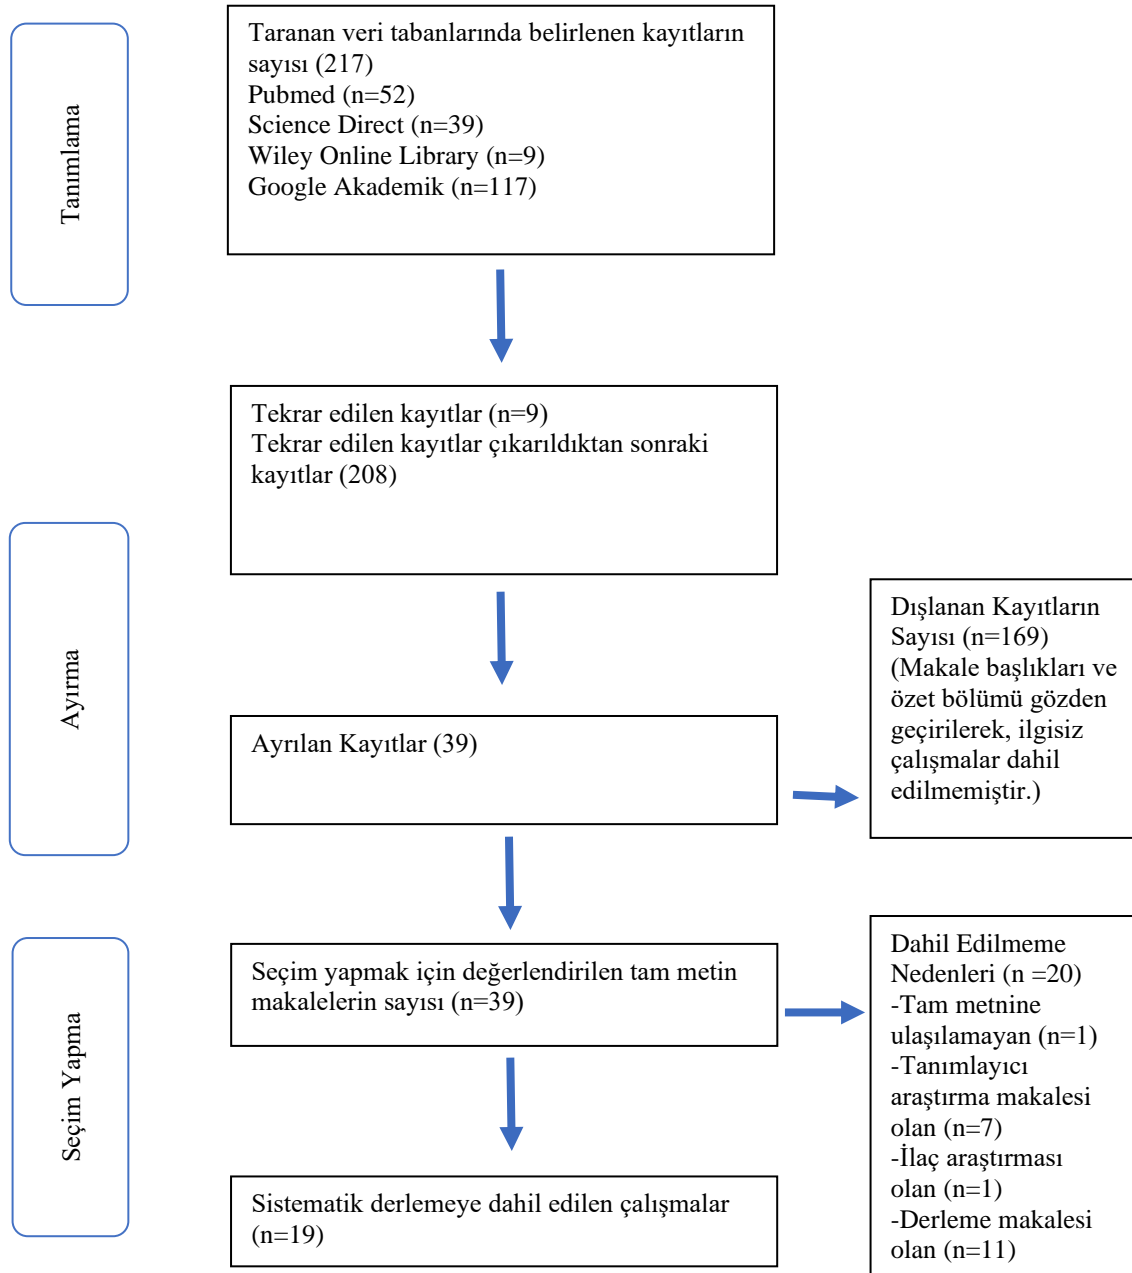 Tanımlama
Taranan veri tabanlarında belirlenen kayıtların
sayısı (217)
Pubmed (n=52)
Science Direct (n=39)
Wiley Online Library (n=9)
Google Akademik (n=117)
Tekrar edilen kayıtlar (n=9)
Tekrar edilen kayıtlar çıkarıldıktan sonraki
kayıtlar (208)
Ayırma
Ayrılan Kayıtlar (39)
Dışlanan Kayıtların
Sayısı (n=169)
(Makale başlıkları ve
özet bölümü gözden
geçirilerek, ilgisiz
çalışmalar dahil
edilmemiştir.)
Seçim Yapma
Seçim yapmak için değerlendirilen tam metin
makalelerin sayısı (n=39)
Dahil Edilmeme
Nedenleri (n =20)
-Tam metnine
ulaşılamayan (n=1)
-Tanımlayıcı
araştırma makalesi
olan (n=7)
-İlaç araştırması
olan (n=1)
-Derleme makalesi
olan (n=11)
Sistematik derlemeye dahil edilen çalışmalar
(n=19)